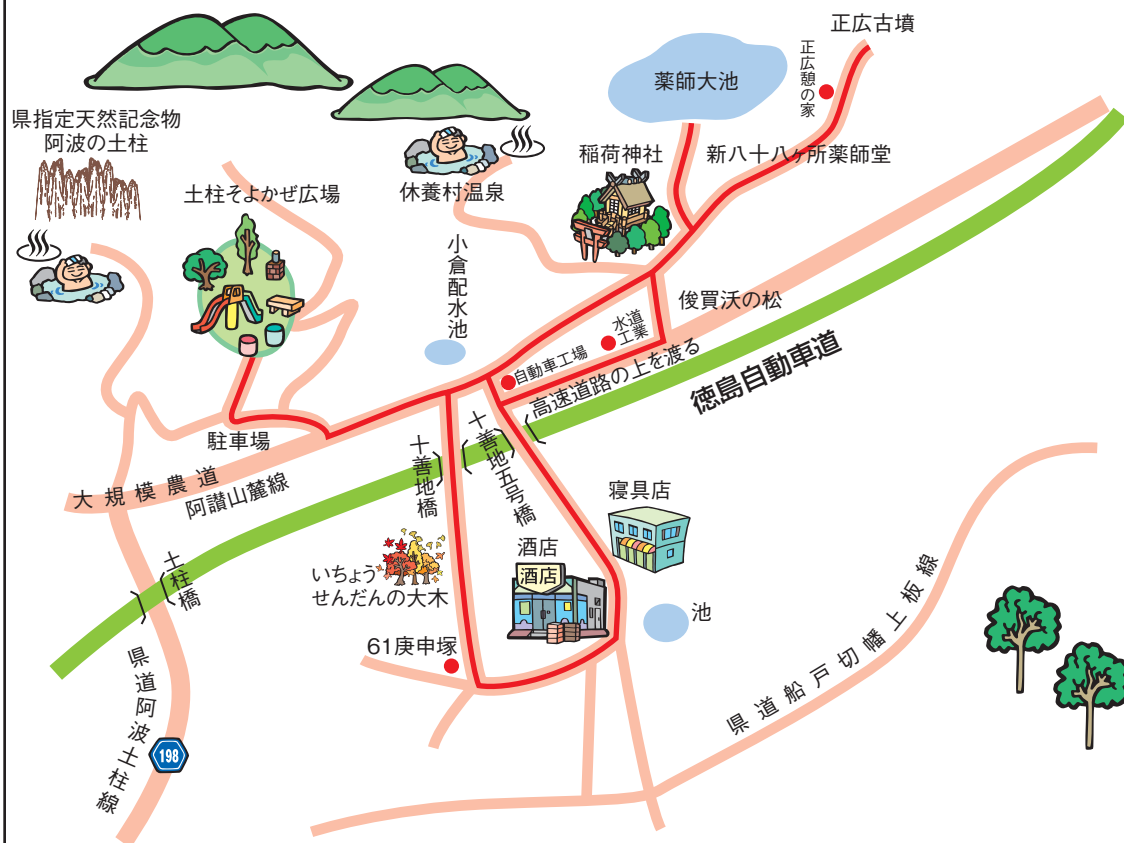 正広古墳
正広憩の家
薬師大池
県指定天然記念物
阿波の土柱
稲荷神社
新八十八ヶ所薬師堂
土柱そよかぜ広場
休養村温泉
小倉配水池
俊買沃の松
水道
工業
自動車工場
高速道路の上を渡る
徳島自動車道
駐車場
十善地橋
十善地五号橋
大規模農道
阿讃山麓線
寝具店
酒店
酒店
土柱橋
いちょう
せんだんの大木
池
61庚申塚
県道船戸切幡上板線
県道阿波土柱線
198